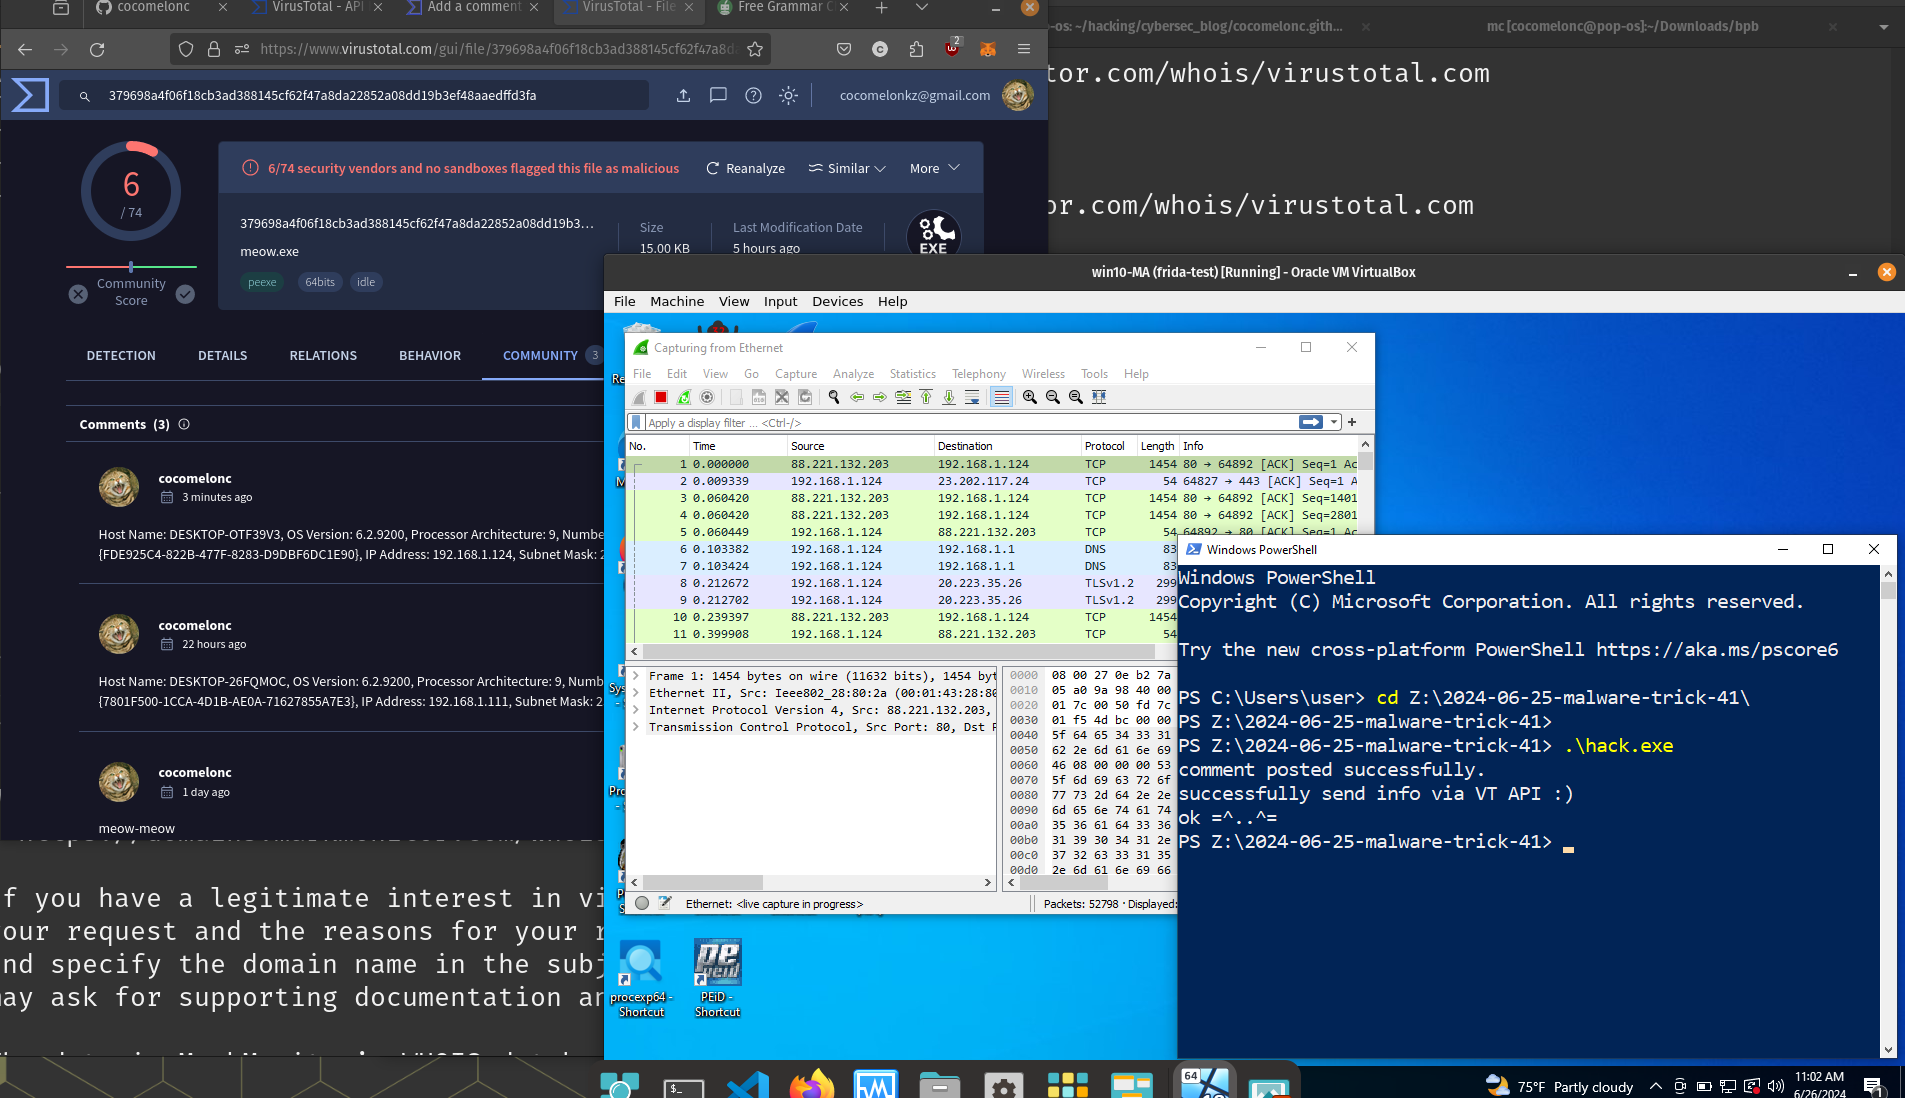 cocomelonc
VirusTotal - API
Add a comment
VirusTotal - File
Free Grammar C
-os: ~/hacking/cybersec_blog/cocomelonc.gith...
mc [cocomelonc@pop-os]:~/Downloads/bpb
https://www.virustotal.com/gui/file/379698a4f06f18cb3ad388145cf62f47a8da
2
tor.com/whois/virustotal.com
or.com/whois/virustotal.com
379698a4f06f18cb3ad388145cf62f47a8da22852a08dd19b3ef48aaedffd3fa
cocomelonkz@gmail.com
6
/ 74
Community
Score
6/74 security vendors and no sandboxes flagged this file as malicious
Reanalyze
Similar
More
379698a4f06f18cb3ad388145cf62f47a8da22852a08dd19b3...
meow.exe
Size
15.00 KB
Last Modification Date
5 hours ago
EXE
peexe
64bits
idle
DETECTION
DETAILS
RELATIONS
BEHAVIOR
COMMUNITY 3
Comments (3)
cocomelonc
3 minutes ago
Host Name: DESKTOP-OTF39V3, OS Version: 6.2.9200, Processor Architecture: 9, Numbe
{FDE925C4-822B-477F-8283-D9DBF6DC1E90}, IP Address: 192.168.1.124, Subnet Mask: 2
cocomelonc
22 hours ago
Host Name: DESKTOP-26FQMOC, OS Version: 6.2.9200, Processor Architecture: 9, Numb
{7801F500-1CCA-4D1B-AE0A-71627855A7E3}, IP Address: 192.168.1.111, Subnet Mask: 2
cocomelonc
1 day ago
meow-meow
f you have a legitimate interest in vi
our request and the reasons for your r
nd specify the domain name in the subj
may ask for supporting documentation an
win10-MA (frida-test) [Running] - Oracle VM VirtualBox
File Machine View Input Devices Help
Capturing from Ethernet
File Edit View Go Capture Analyze Statistics Telephony Wireless Tools Help
Apply a display filter ... <Ctrl-/>
No. Time Source Destination Protocol Length Info
1 0.000000 88.221.132.203 192.168.1.124 TCP 1454 80 → 64892 [ACK] Seq=1 Ac
2 0.009339 192.168.1.124 23.202.117.24 TCP 54 64827 → 443 [ACK] Seq=1 A
3 0.060420 88.221.132.203 192.168.1.124 TCP 1454 80 → 64892 [ACK] Seq=1401
4 0.060420 88.221.132.203 192.168.1.124 TCP 1454 80 → 64892 [ACK] Seq=2801
5 0.060449 192.168.1.124 88.221.132.203 TCP 54 64892 → 80 [ACK] Seq=1 Ac
6 0.103382 192.168.1.124 192.168.1.1 DNS 83
7 0.103424 192.168.1.124 192.168.1.1 DNS 83
8 0.212672 192.168.1.124 20.223.35.26 TLSv1.2 299
9 0.212702 192.168.1.124 20.223.35.26 TLSv1.2 299
10 0.239397 88.221.132.203 192.168.1.124 TCP 1454
11 0.399908 192.168.1.124 88.221.132.203 TCP 54
Frame 1: 1454 bytes on wire (11632 bits), 1454 byt
Ethernet II, Src: Ieee802_28:80:2a (00:01:43:28:80
Internet Protocol Version 4, Src: 88.221.132.203,
Transmission Control Protocol, Src Port: 80, Dst P
0000 08 00 27 0e b2 7a
0010 05 a0 9a 98 40 00
0020 01 7c 00 50 fd 7c
0030 01 f5 4d bc 00 00
0040 5f 64 65 34 33 31
0050 62 2e 6d 61 6e 69
0060 46 08 00 00 00 53
0070 5f 6d 69 63 72 6f
0080 77 73 2d 64 2e 2e
0090 6d 65 6e 74 61 74
00a0 35 36 61 64 33 36
00b0 31 39 30 34 31 2e
00c0 37 32 63 33 31 35
00d0 2e 6d 61 6e 69 66
Ethernet: <live capture in progress>
Packets: 52798 · Displayed:
procexp64 -
Shortcut
PEiD -
Shortcut
Windows PowerShell
Windows PowerShell
Copyright (C) Microsoft Corporation. All rights reserved.
Try the new cross-platform PowerShell https://aka.ms/pscore6
PS C:\Users\user> cd Z:\2024-06-25-malware-trick-41\
PS Z:\2024-06-25-malware-trick-41>
PS Z:\2024-06-25-malware-trick-41> .\hack.exe
comment posted successfully.
successfully send info via VT API :)
ok =^..^=
PS Z:\2024-06-25-malware-trick-41>
64
75°F Partly cloudy
11:02 AM
6/26/2024
1